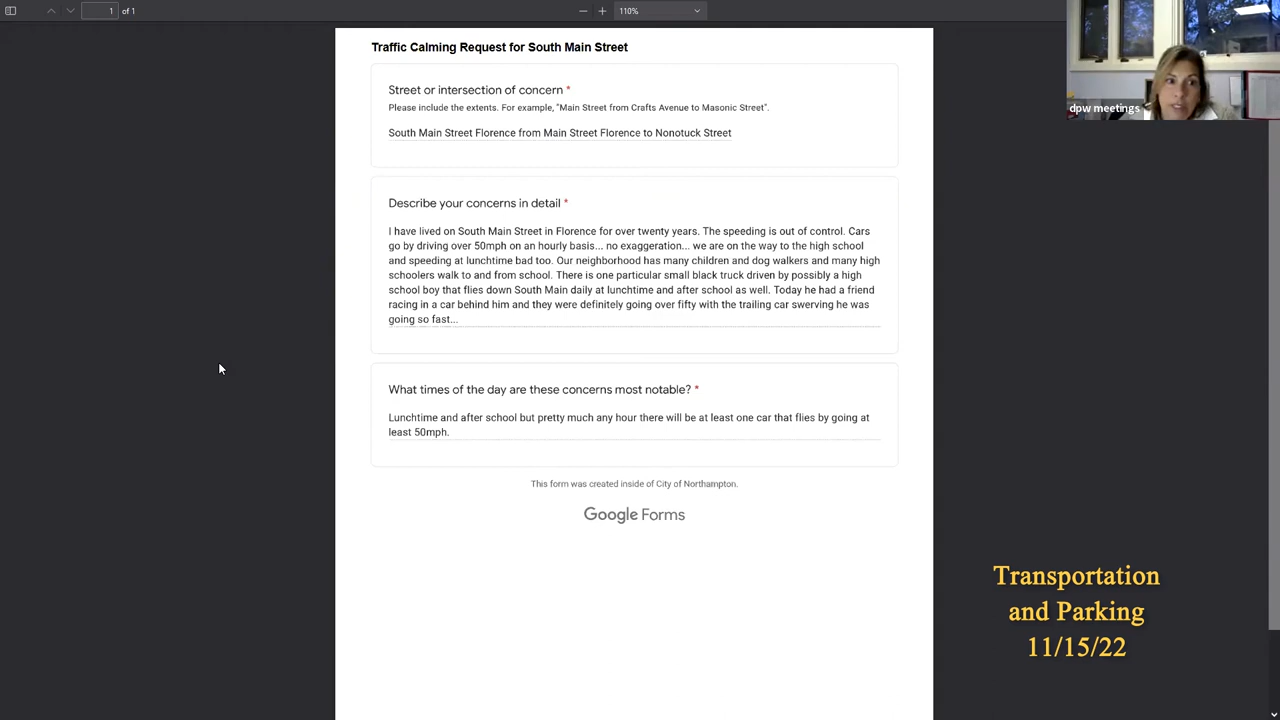 1 of 1
110%
dpw meetings
Traffic Calming Request for South Main Street
Street or intersection of concern *
Please include the extents. For example, "Main Street from Crafts Avenue to Masonic Street".
South Main Street Florence from Main Street Florence to Nonotuck Street
Describe your concerns in detail *
I have lived on South Main Street in Florence for over twenty years. The speeding is out of control. Cars
go by driving over 50mph on an hourly basis... no exaggeration... we are on the way to the high school
and speeding at lunchtime bad too. Our neighborhood has many children and dog walkers and many high
schoolers walk to and from school. There is one particular small black truck driven by possibly a high
school boy that flies down South Main daily at lunchtime and after school as well. Today he had a friend
racing in a car behind him and they were definitely going over fifty with the trailing car swerving he was
going so fast...
What times of the day are these concerns most notable? *
Lunchtime and after school but pretty much any hour there will be at least one car that flies by going at
least 50mph.
This form was created inside of City of Northampton.
Google Forms
Transportation
and Parking
11/15/22